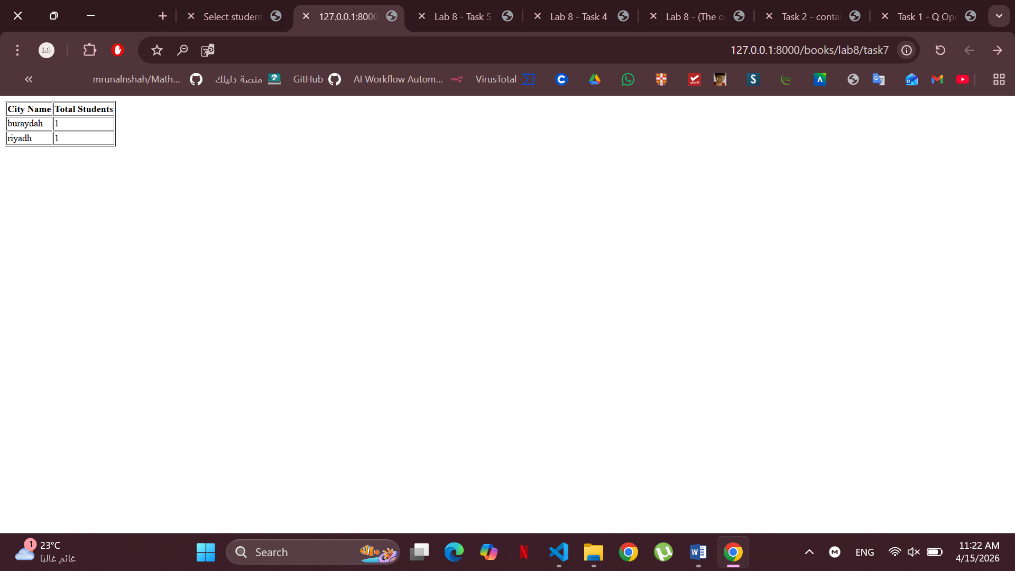 Select student
127.0.0.1:8000
Lab 8 - Task 5
Lab 8 - Task 4
Lab 8 - (The o
Task 2 - conta
Task 1 - Q Op
LS
127.0.0.1:8000/books/lab8/task7
mrunalnshah/Math...
منصة دليلك
GitHub
AI Workflow Autom...
VirusTotal
City Name Total Students
buraydah 1
riyadh 1
1
23°C
غائم غالبًا
Search
ENG
11:22 AM
4/15/2026